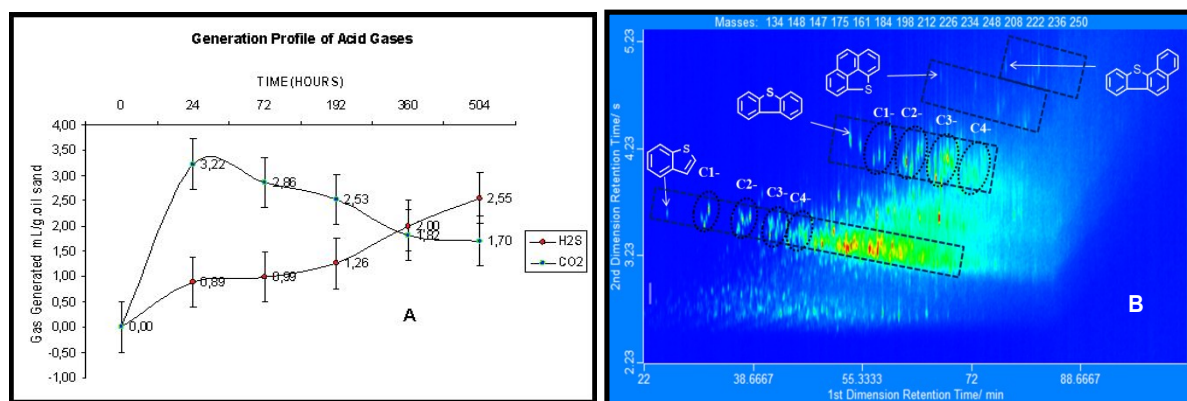 Generation Profile of Acid Gases
TIME(HOURS)
0 24 72 192 360 504
Gas Generated mL/g.oil sand
4,00
3,50
3,00
2,50
2,00
1,50
1,00
0,50
0,00
-0,50
-1,00
3,22
2,86
2,53
1,82
1,70
0,00
0,89
0,99
1,26
2,00
2,55
H2S
CO2
A
Masses: 134 148 147 175 161 184 198 212 226 234 248 208 222 236 250
2nd Dimension Retention Time/ s
5.23
4.23
3.23
2.23
S
S
S
S
C1- C2- C3- C4-
C1- C2- C3- C4-
B
22 38.6667 55.3333 72 88.6667
1st Dimension Retention Time/ min